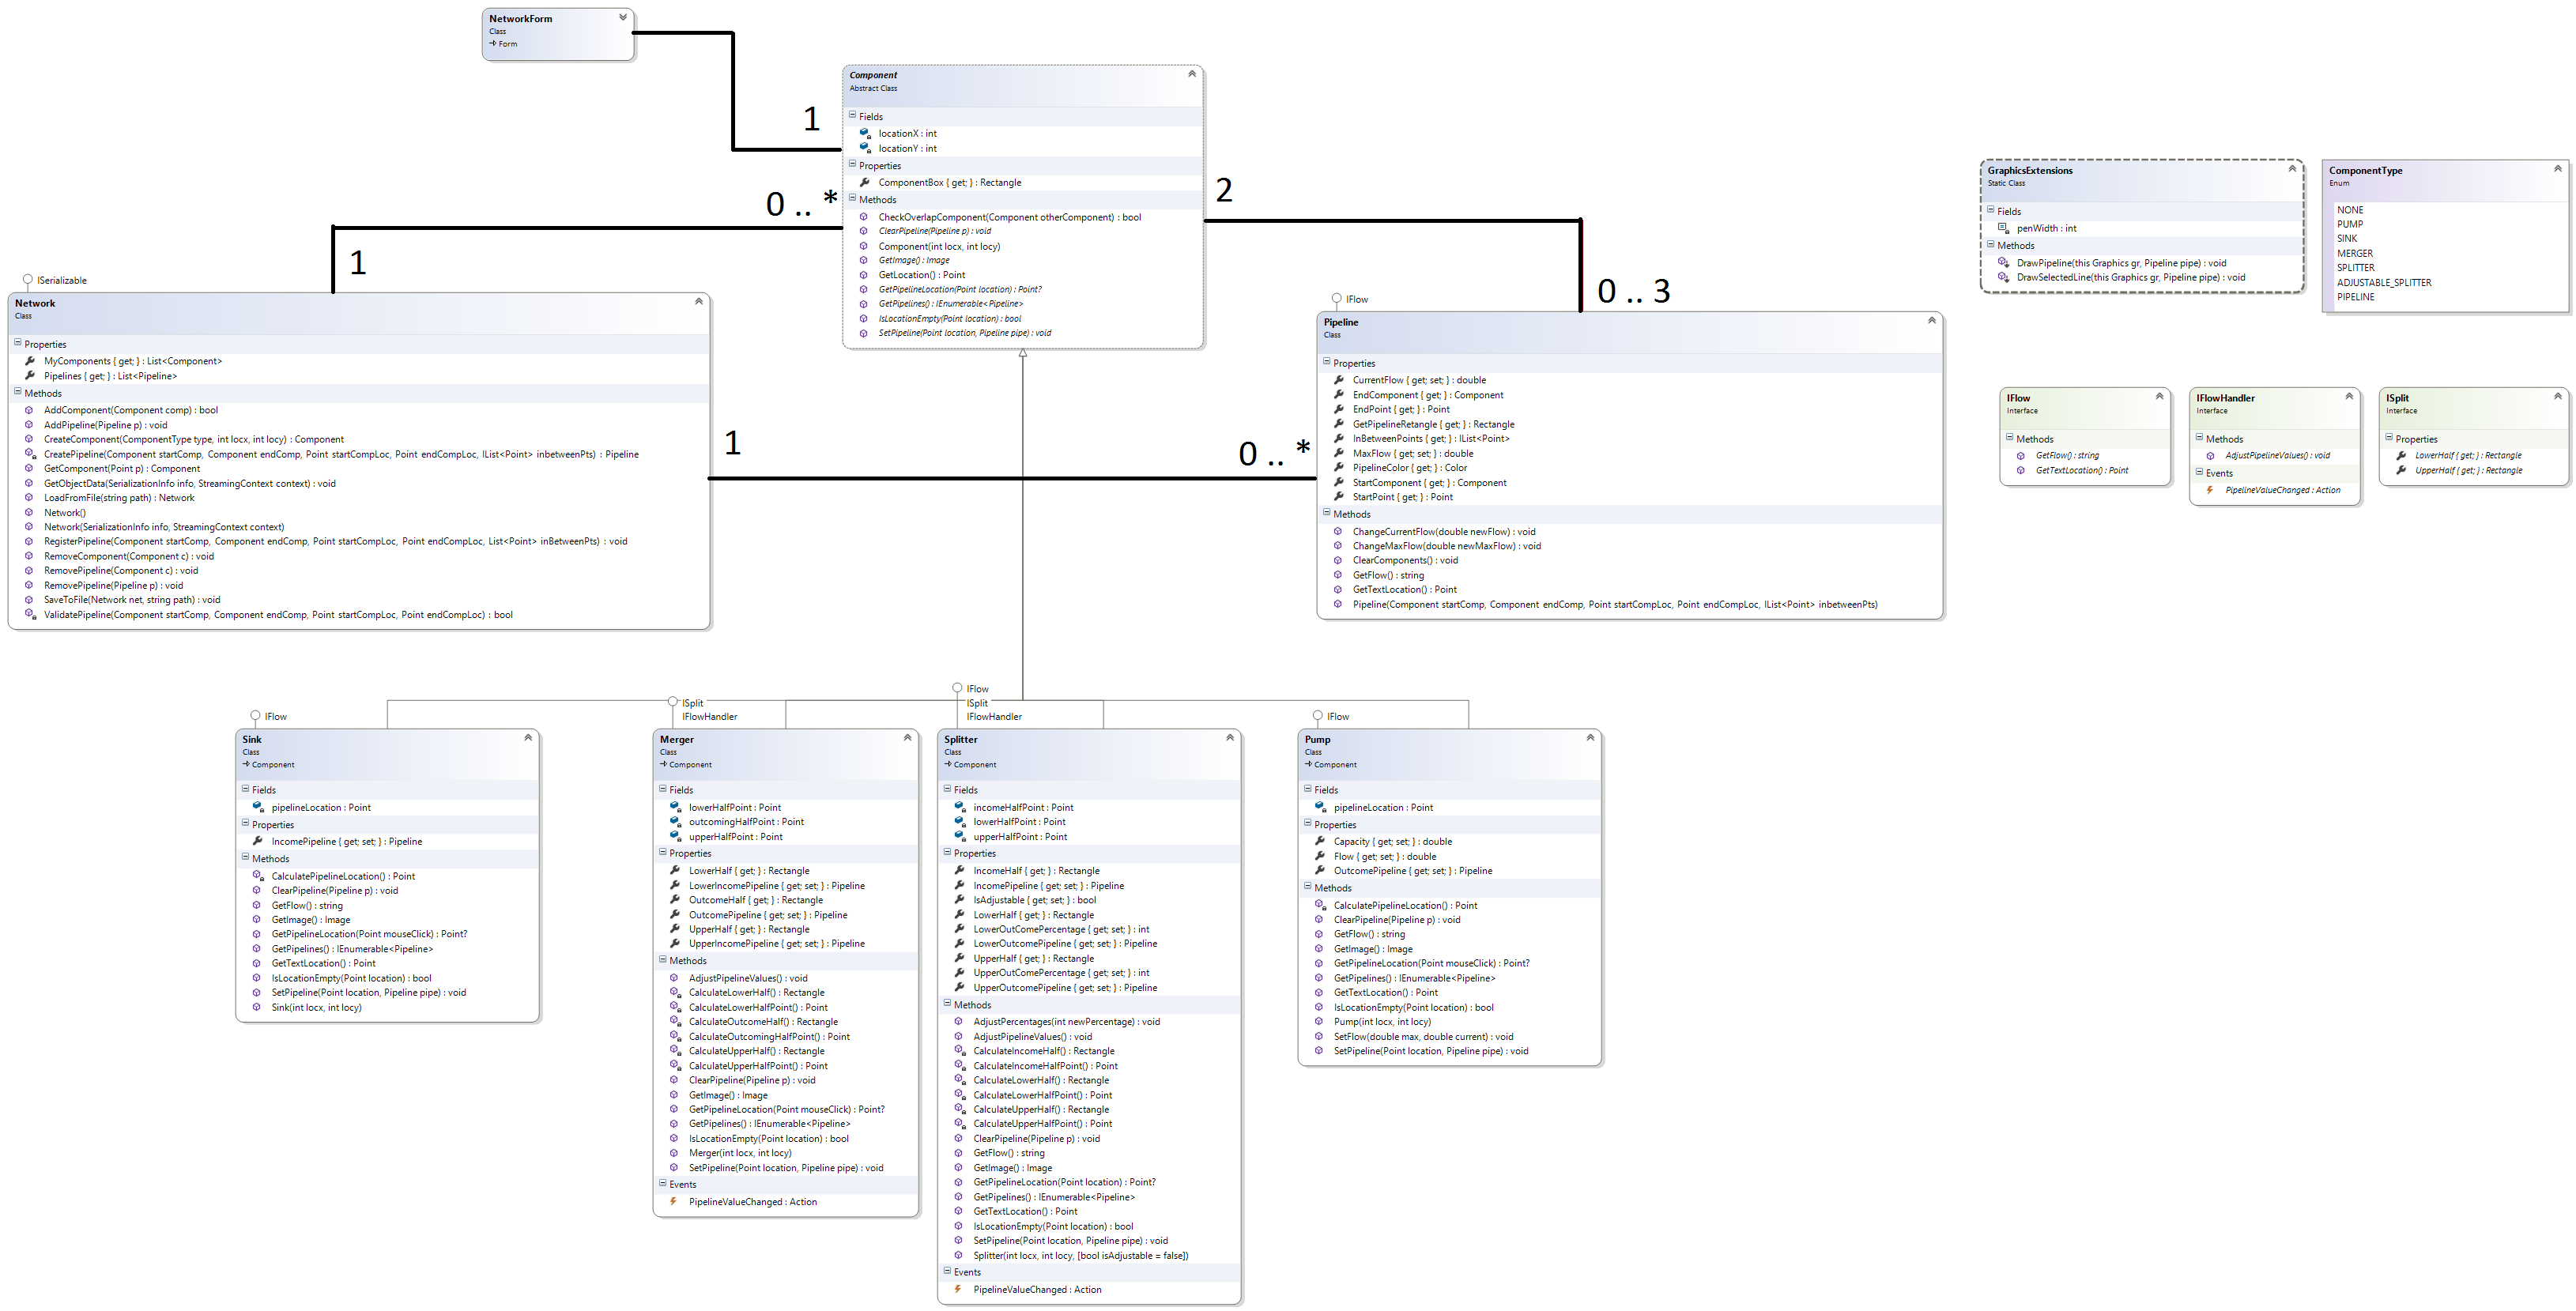 NetworkForm
Class
Form
1
0 .. *
1
Component
Abstract Class
Fields
locationX : int
locationY : int
Properties
ComponentBox { get; } : Rectangle
Methods
CheckOverlapComponent(Component otherComponent) : bool
ClearPipeline(Pipeline p) : void
Component(int locx, int locy)
GetImage() : Image
GetLocation() : Point
GetPipelineLocation(Point location) : Point?
GetPipelines() : IEnumerable<Pipeline>
IsLocationEmpty(Point location) : bool
SetPipeline(Point location, Pipeline pipe) : void
2
0 .. 3
ISerializable
Network
Class
Properties
MyComponents { get; } : List<Component>
Pipelines { get; } : List<Pipeline>
Methods
AddComponent(Component comp) : bool
AddPipeline(Pipeline p) : void
CreateComponent(ComponentType type, int locx, int locy) : Component
CreatePipeline(Component startComp, Component endComp, Point startCompLoc, Point endCompLoc, IList<Point> inbetweenPts) : Pipeline
GetComponent(Point p) : Component
GetObjectData(SerializationInfo info, StreamingContext context) : void
LoadFromFile(string path) : Network
Network()
Network(SerializationInfo info, StreamingContext context)
RegisterPipeline(Component startComp, Component endComp, Point startCompLoc, Point endCompLoc, List<Point> inBetweenPts) : void
RemoveComponent(Component c) : void
RemovePipeline(Component c) : void
RemovePipeline(Pipeline p) : void
SaveToFile(Network net, string path) : void
ValidatePipeline(Component startComp, Component endComp, Point startCompLoc, Point endCompLoc) : bool
1
0 .. *
IFlow
Pipeline
Class
Properties
CurrentFlow { get; set; } : double
EndComponent { get; } : Component
EndPoint { get; } : Point
GetPipelineRetangle { get; } : Rectangle
InBetweenPoints { get; } : IList<Point>
MaxFlow { get; set; } : double
PipelineColor { get; } : Color
StartComponent { get; } : Component
StartPoint { get; } : Point
Methods
ChangeCurrentFlow(double newFlow) : void
ChangeMaxFlow(double newMaxFlow) : void
ClearComponents() : void
GetFlow() : string
GetTextLocation() : Point
Pipeline(Component startComp, Component endComp, Point startCompLoc, Point endCompLoc, IList<Point> inbetweenPts)
GraphicsExtensions
Static Class
Fields
penWidth : int
Methods
DrawPipeline(this Graphics gr, Pipeline pipe) : void
DrawSelectedLine(this Graphics gr, Pipeline pipe) : void
ComponentType
Enum
NONE
PUMP
SINK
MERGER
SPLITTER
ADJUSTABLE_SPLITTER
PIPELINE
IFlow
Interface
Methods
GetFlow() : string
GetTextLocation() : Point
IFlowHandler
Interface
Methods
AdjustPipelineValues() : void
Events
PipelineValueChanged : Action
ISplit
Interface
Properties
LowerHalf { get; } : Rectangle
UpperHalf { get; } : Rectangle
IFlow
Sink
Class
Component
Fields
pipelineLocation : Point
Properties
IncomePipeline { get; set; } : Pipeline
Methods
CalculatePipelineLocation() : Point
ClearPipeline(Pipeline p) : void
GetFlow() : string
GetImage() : Image
GetPipelineLocation(Point mouseClick) : Point?
GetPipelines() : IEnumerable<Pipeline>
GetTextLocation() : Point
IsLocationEmpty(Point location) : bool
SetPipeline(Point location, Pipeline pipe) : void
Sink(int locx, int locy)
ISplit
IFlowHandler
Merger
Class
Component
Fields
lowerHalfPoint : Point
outcomingHalfPoint : Point
upperHalfPoint : Point
Properties
LowerHalf { get; } : Rectangle
LowerIncomePipeline { get; set; } : Pipeline
OutcomeHalf { get; } : Rectangle
OutcomePipeline { get; set; } : Pipeline
UpperHalf { get; } : Rectangle
UpperIncomePipeline { get; set; } : Pipeline
Methods
AdjustPipelineValues() : void
CalculateLowerHalf() : Rectangle
CalculateLowerHalfPoint() : Point
CalculateOutcomeHalf() : Rectangle
CalculateOutcomingHalfPoint() : Point
CalculateUpperHalf() : Rectangle
CalculateUpperHalfPoint() : Point
ClearPipeline(Pipeline p) : void
GetImage() : Image
GetPipelineLocation(Point mouseClick) : Point?
GetPipelines() : IEnumerable<Pipeline>
IsLocationEmpty(Point location) : bool
Merger(int locx, int locy)
SetPipeline(Point location, Pipeline pipe) : void
Events
PipelineValueChanged : Action
IFlow
ISplit
IFlowHandler
Splitter
Class
Component
Fields
incomeHalfPoint : Point
lowerHalfPoint : Point
upperHalfPoint : Point
Properties
IncomeHalf { get; } : Rectangle
IncomePipeline { get; set; } : Pipeline
IsAdjustable { get; set; } : bool
LowerHalf { get; } : Rectangle
LowerOutComePercentage { get; set; } : int
LowerOutcomePipeline { get; set; } : Pipeline
UpperHalf { get; } : Rectangle
UpperOutComePercentage { get; set; } : int
UpperOutcomePipeline { get; set; } : Pipeline
Methods
AdjustPercentages(int newPercentage) : void
AdjustPipelineValues() : void
CalculateIncomeHalf() : Rectangle
CalculateIncomeHalfPoint() : Point
CalculateLowerHalf() : Rectangle
CalculateLowerHalfPoint() : Point
CalculateUpperHalf() : Rectangle
CalculateUpperHalfPoint() : Point
ClearPipeline(Pipeline p) : void
GetFlow() : string
GetImage() : Image
GetPipelineLocation(Point location) : Point?
GetPipelines() : IEnumerable<Pipeline>
GetTextLocation() : Point
IsLocationEmpty(Point location) : bool
SetPipeline(Point location, Pipeline pipe) : void
Splitter(int locx, int locy, [bool isAdjustable = false])
Events
PipelineValueChanged : Action
IFlow
Pump
Class
Component
Fields
pipelineLocation : Point
Properties
Capacity { get; set; } : double
Flow { get; set; } : double
OutcomePipeline { get; set; } : Pipeline
Methods
CalculatePipelineLocation() : Point
ClearPipeline(Pipeline p) : void
GetFlow() : string
GetImage() : Image
GetPipelineLocation(Point mouseClick) : Point?
GetPipelines() : IEnumerable<Pipeline>
GetTextLocation() : Point
IsLocationEmpty(Point location) : bool
Pump(int locx, int locy)
SetFlow(double max, double current) : void
SetPipeline(Point location, Pipeline pipe) : void